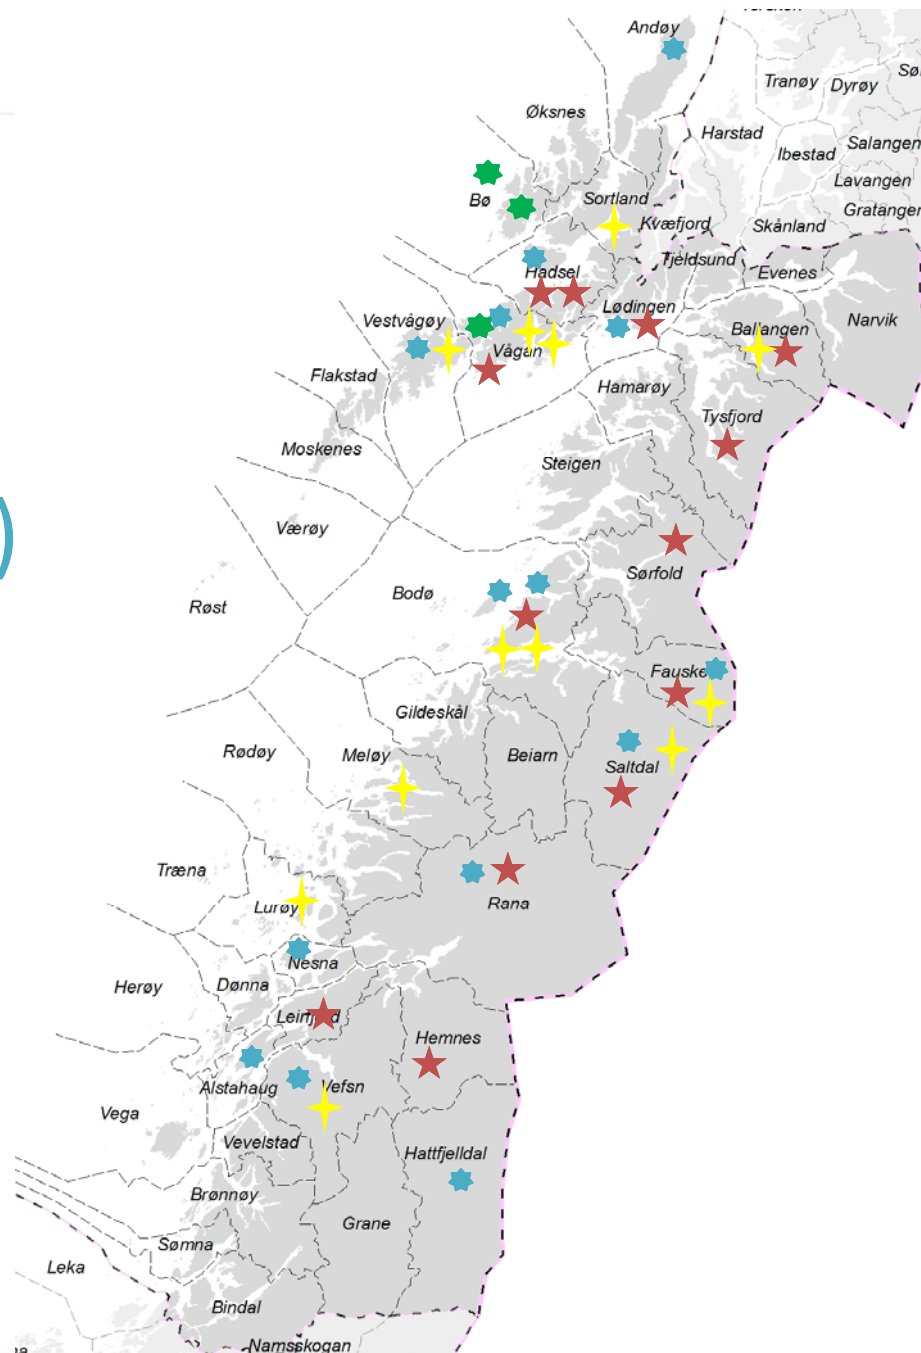 Andøy
Tranøy
Dyrøy
Øksnes
Harstad
Salangen
Ibestad
Lavangen
Bø
Sortland
Gratangen
Kvæfjord
Skånland
Tjeldsund
Hadsel
Evenes
Lødingen
Vestvågøy
Narvik
Ballangen
Vågan
Flakstad
Hamarøy
Tysfjord
Moskenes
Steigen
Værøy
Sørfold
Bodø
Røst
Fauske
Gildeskål
Rødøy
Meløy
Beiarn
Saltdal
Træna
Lurøy
Rana
Nesna
Herøy
Dønna
Leirfjord
Hemnes
Alstahaug
Vefsn
Vega
Vevelstad
Hattfjelldal
Brønnøy
Grane
Sømna
Leka
Bindal
Namsskogan